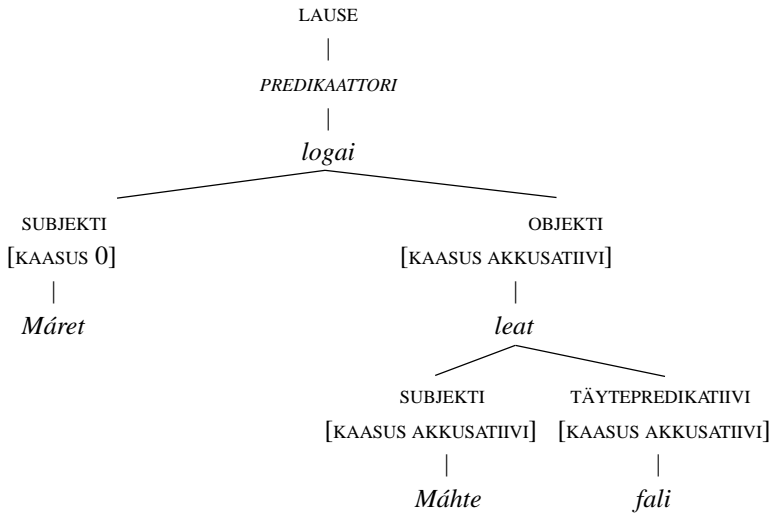 LAUSE
PREDIKAATTORI
logai
SUBJEKTI OBJEKTI
[KAASUS 0] [KAASUS AKKUSATIIVI]
Máret leat
SUBJEKTI TÄYTEPREDIKATIIVI
[KAASUS AKKUSATIIVI] [KAASUS AKKUSATIIVI]
Máhte fali